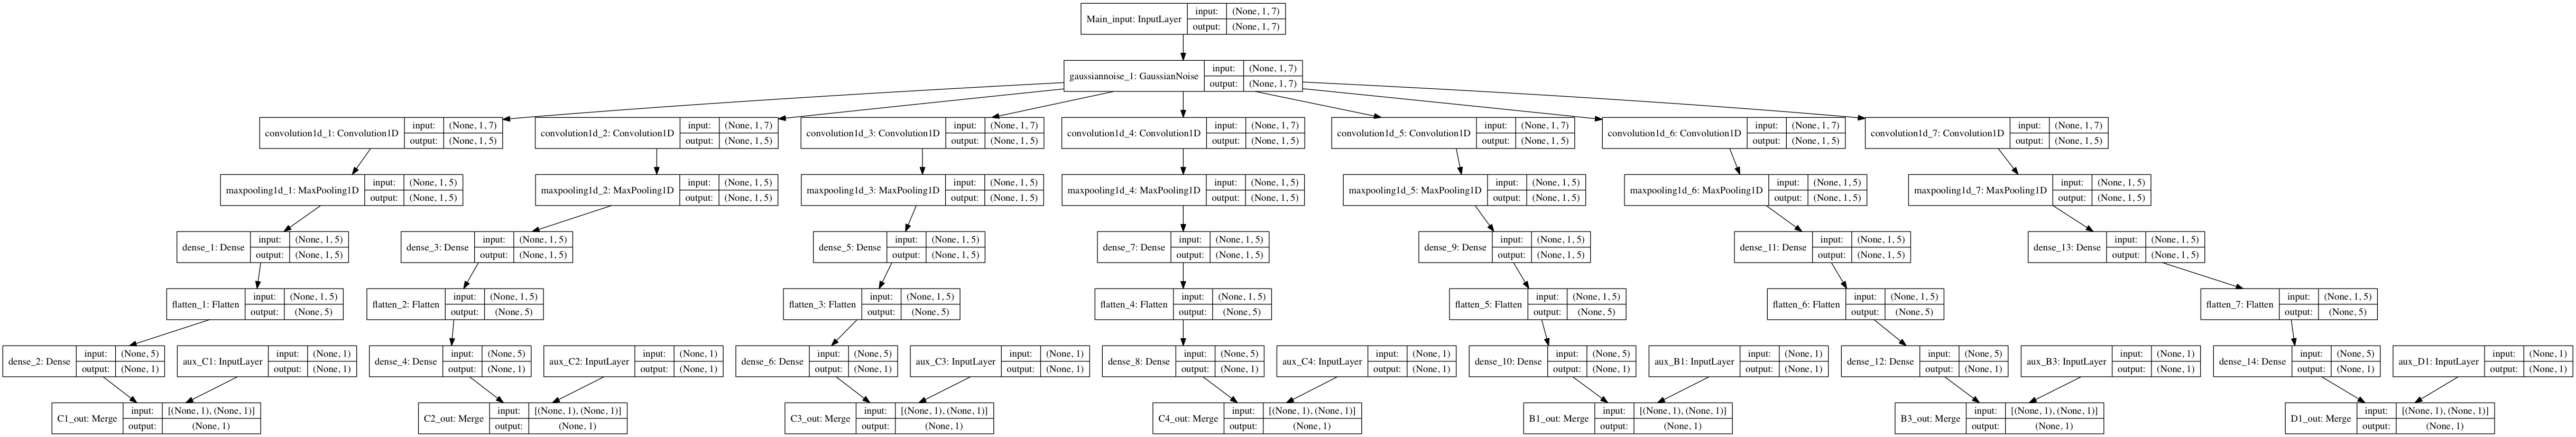 Main_input: InputLayer input: (None, 1, 7)
output: (None, 1, 7)
gaussiannoise_1: GaussianNoise input: (None, 1, 7)
output: (None, 1, 7)
convolution1d_1: Convolution1D input: (None, 1, 7)
output: (None, 1, 5)
convolution1d_2: Convolution1D input: (None, 1, 7)
output: (None, 1, 5)
convolution1d_3: Convolution1D input: (None, 1, 7)
output: (None, 1, 5)
convolution1d_4: Convolution1D input: (None, 1, 7)
output: (None, 1, 5)
convolution1d_5: Convolution1D input: (None, 1, 7)
output: (None, 1, 5)
convolution1d_6: Convolution1D input: (None, 1, 7)
output: (None, 1, 5)
convolution1d_7: Convolution1D input: (None, 1, 7)
output: (None, 1, 5)
maxpooling1d_1: MaxPooling1D input: (None, 1, 5)
output: (None, 1, 5)
maxpooling1d_2: MaxPooling1D input: (None, 1, 5)
output: (None, 1, 5)
maxpooling1d_3: MaxPooling1D input: (None, 1, 5)
output: (None, 1, 5)
maxpooling1d_4: MaxPooling1D input: (None, 1, 5)
output: (None, 1, 5)
maxpooling1d_5: MaxPooling1D input: (None, 1, 5)
output: (None, 1, 5)
maxpooling1d_6: MaxPooling1D input: (None, 1, 5)
output: (None, 1, 5)
maxpooling1d_7: MaxPooling1D input: (None, 1, 5)
output: (None, 1, 5)
dense_1: Dense input: (None, 1, 5)
output: (None, 1, 5)
dense_3: Dense input: (None, 1, 5)
output: (None, 1, 5)
dense_5: Dense input: (None, 1, 5)
output: (None, 1, 5)
dense_7: Dense input: (None, 1, 5)
output: (None, 1, 5)
dense_9: Dense input: (None, 1, 5)
output: (None, 1, 5)
dense_11: Dense input: (None, 1, 5)
output: (None, 1, 5)
dense_13: Dense input: (None, 1, 5)
output: (None, 1, 5)
flatten_1: Flatten input: (None, 1, 5)
output: (None, 5)
flatten_2: Flatten input: (None, 1, 5)
output: (None, 5)
flatten_3: Flatten input: (None, 1, 5)
output: (None, 5)
flatten_4: Flatten input: (None, 1, 5)
output: (None, 5)
flatten_5: Flatten input: (None, 1, 5)
output: (None, 5)
flatten_6: Flatten input: (None, 1, 5)
output: (None, 5)
flatten_7: Flatten input: (None, 1, 5)
output: (None, 5)
dense_2: Dense input: (None, 5)
output: (None, 1)
aux_C1: InputLayer input: (None, 1)
output: (None, 1)
dense_4: Dense input: (None, 5)
output: (None, 1)
aux_C2: InputLayer input: (None, 1)
output: (None, 1)
dense_6: Dense input: (None, 5)
output: (None, 1)
aux_C3: InputLayer input: (None, 1)
output: (None, 1)
dense_8: Dense input: (None, 5)
output: (None, 1)
aux_C4: InputLayer input: (None, 1)
output: (None, 1)
dense_10: Dense input: (None, 5)
output: (None, 1)
aux_B1: InputLayer input: (None, 1)
output: (None, 1)
dense_12: Dense input: (None, 5)
output: (None, 1)
aux_B3: InputLayer input: (None, 1)
output: (None, 1)
dense_14: Dense input: (None, 5)
output: (None, 1)
aux_D1: InputLayer input: (None, 1)
output: (None, 1)
C1_out: Merge input: [(None, 1), (None, 1)]
output: (None, 1)
C2_out: Merge input: [(None, 1), (None, 1)]
output: (None, 1)
C3_out: Merge input: [(None, 1), (None, 1)]
output: (None, 1)
C4_out: Merge input: [(None, 1), (None, 1)]
output: (None, 1)
B1_out: Merge input: [(None, 1), (None, 1)]
output: (None, 1)
B3_out: Merge input: [(None, 1), (None, 1)]
output: (None, 1)
D1_out: Merge input: [(None, 1), (None, 1)]
output: (None, 1)